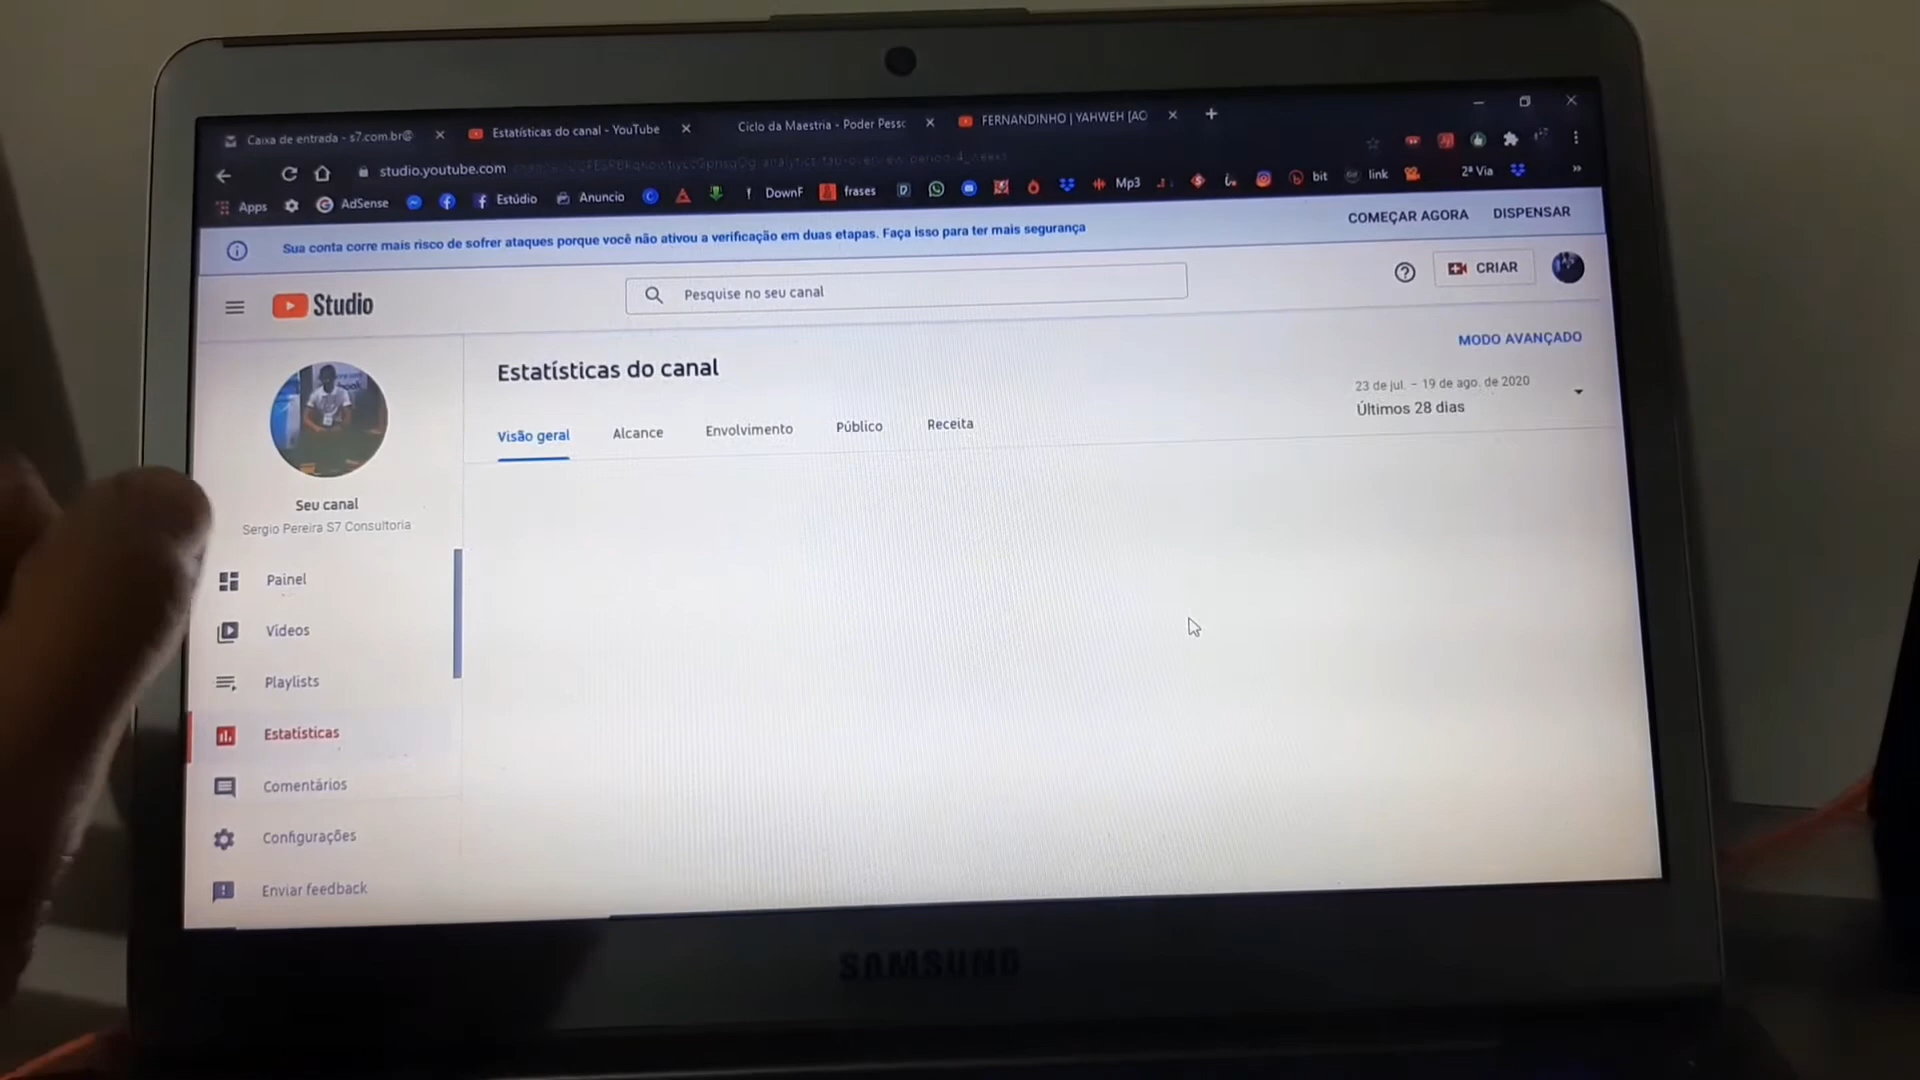 Caixa de entrada - s7.com.br@
Estatísticas do canal - YouTube
Ciclo da Maestria - Poder Pessc
FERNANDINHO | YAHWEH [AO
studio.youtube.com
Apps
AdSense
Estúdio
Anuncio
DownF
frases
Mp3
bit
link
2ª Via
Sua conta corre mais risco de sofrer ataques porque você não ativou a verificação em duas etapas. Faça isso para ter mais segurança
COMEÇAR AGORA
DISPENSAR
Studio
Pesquise no seu canal
CRIAR
Estatísticas do canal
MODO AVANÇADO
23 de jul. – 19 de ago. de 2020
Últimos 28 dias
Visão geral
Alcance
Envolvimento
Público
Receita
Seu canal
Sergio Pereira S7 Consultoria
Painel
Vídeos
Playlists
Estatísticas
Comentários
Configurações
Enviar feedback
SAMSUNG